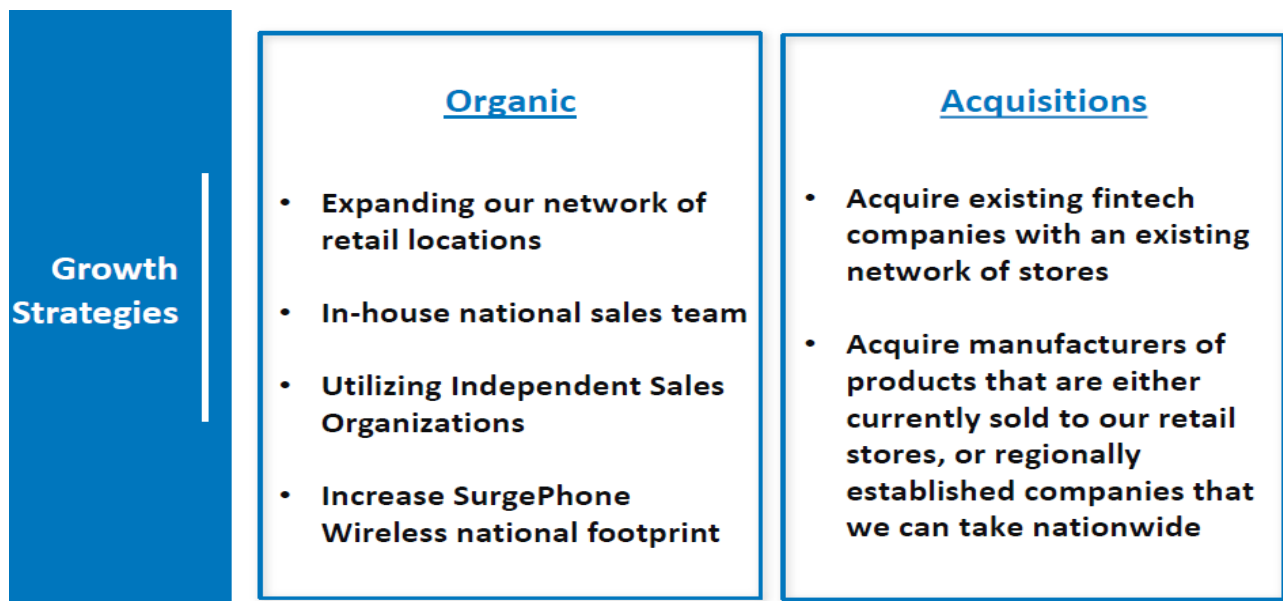 Growth
Strategies
Organic
• Expanding our network of
retail locations
• In-house national sales team
• Utilizing Independent Sales
Organizations
• Increase SurgePhone
Wireless national footprint
Acquisitions
• Acquire existing fintech
companies with an existing
network of stores
• Acquire manufacturers of
products that are either
currently sold to our retail
stores, or regionally
established companies that
we can take nationwide